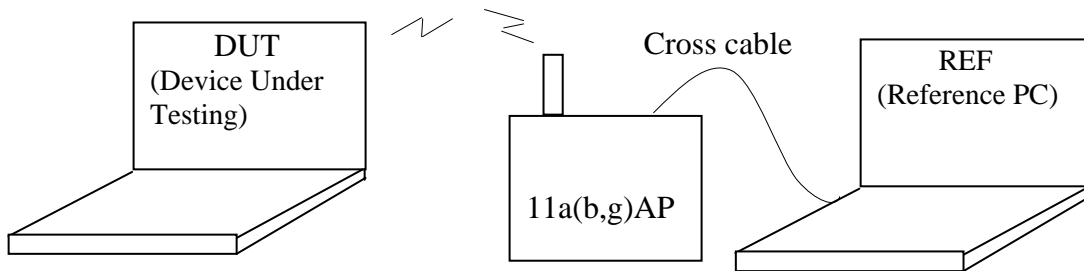 DUT
(Device Under
Testing)
Cross cable
REF
(Reference PC)
11a(b,g)AP